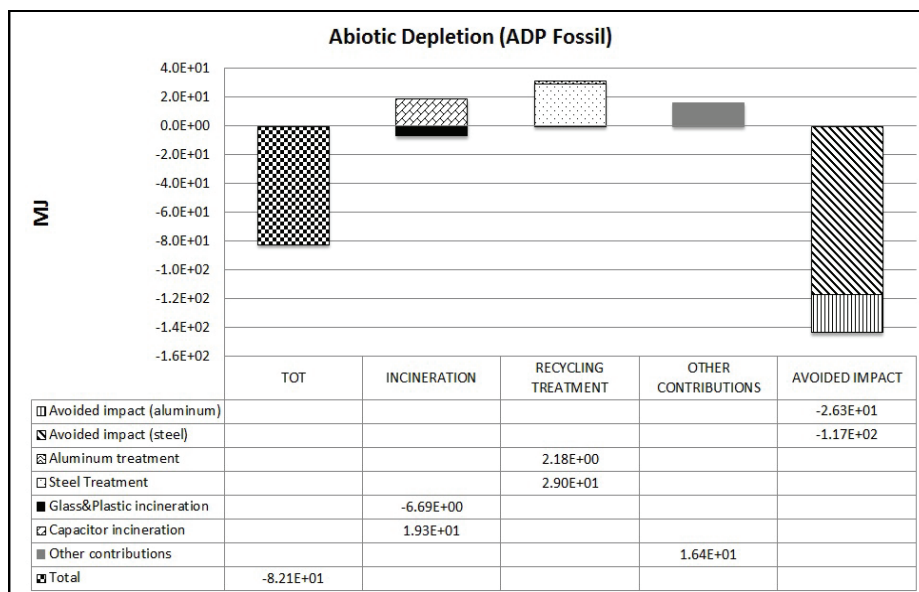 Abiotic Depletion (ADP Fossil)
MJ
4.0E+01
2.0E+01
0.0E+00
-2.0E+01
-4.0E+01
-6.0E+01
-8.0E+01
-1.0E+02
-1.2E+02
-1.4E+02
-1.6E+02
TOT INCINERATION RECYCLING TREATMENT OTHER CONTRIBUTIONS AVOIDED IMPACT
Avoided impact (aluminum) -2.63E+01
Avoided impact (steel) -1.17E+02
Aluminum treatment 2.18E+00
Steel Treatment 2.90E+01
Glass&Plastic incineration -6.69E+00
Capacitor incineration 1.93E+01
Other contributions 1.64E+01
Total -8.21E+01